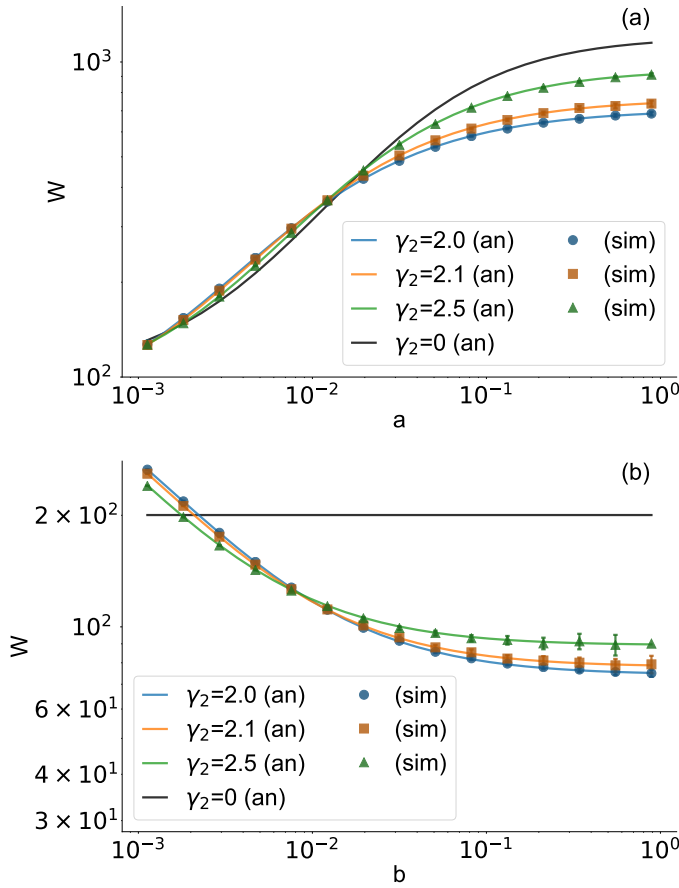 (a)
10³
W
γ₂=2.0 (an) (sim)
γ₂=2.1 (an) (sim)
γ₂=2.5 (an) (sim)
γ₂=0 (an)
10²
10⁻³ 10⁻² 10⁻¹ 10⁰
a
(b)
2 × 10²
10²
W
6 × 10¹
4 × 10¹
3 × 10¹
γ₂=2.0 (an) (sim)
γ₂=2.1 (an) (sim)
γ₂=2.5 (an) (sim)
γ₂=0 (an)
10⁻³ 10⁻² 10⁻¹ 10⁰
b